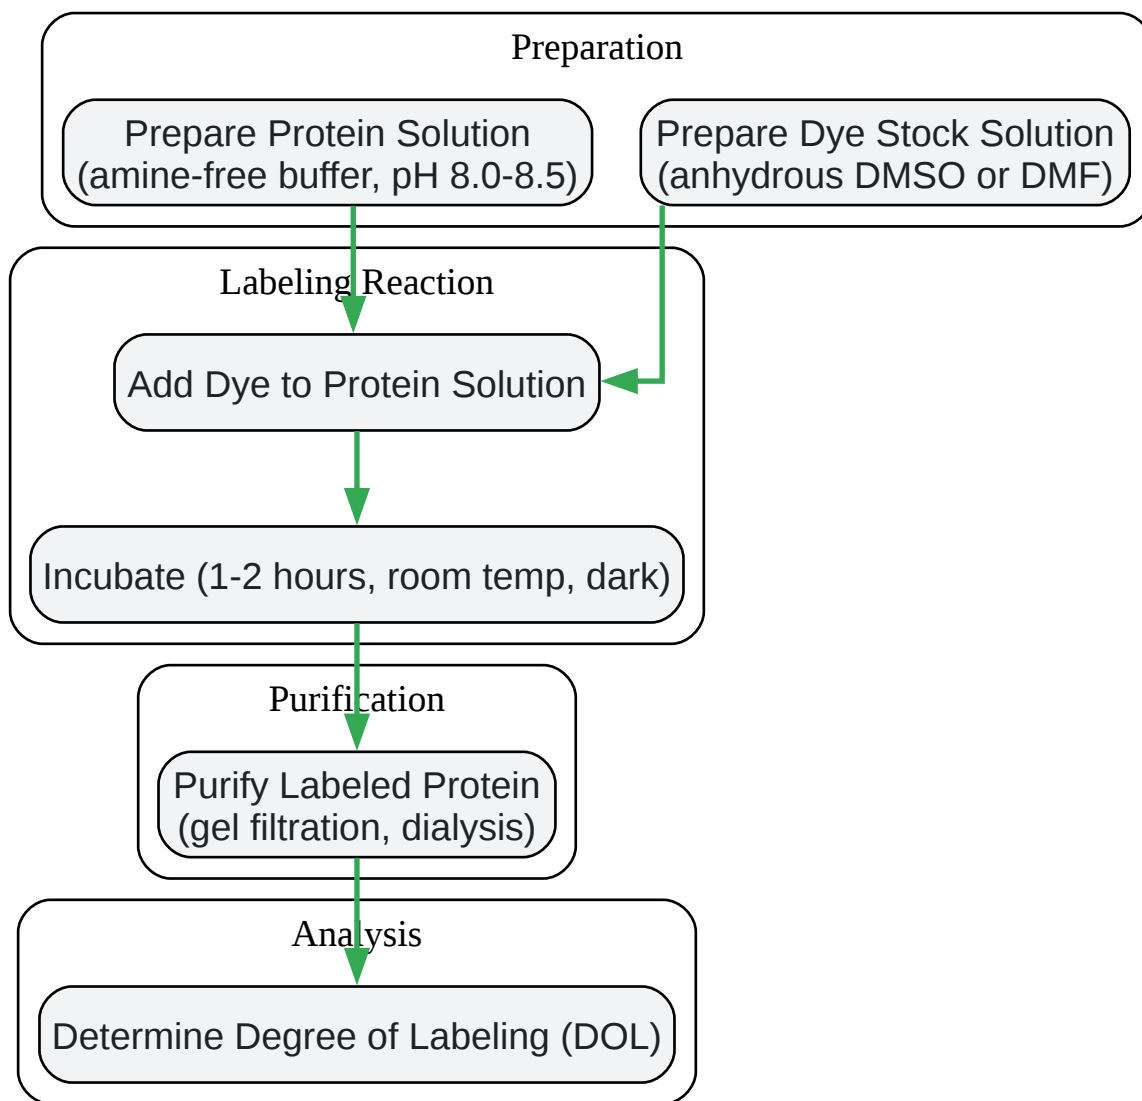 Preparation
Prepare Protein Solution
(amine-free buffer, pH 8.0-8.5)
Prepare Dye Stock Solution
(anhydrous DMSO or DMF)
Labeling Reaction
Add Dye to Protein Solution
Incubate (1-2 hours, room temp, dark)
Purification
Purify Labeled Protein
(gel filtration, dialysis)
Analysis
Determine Degree of Labeling (DOL)